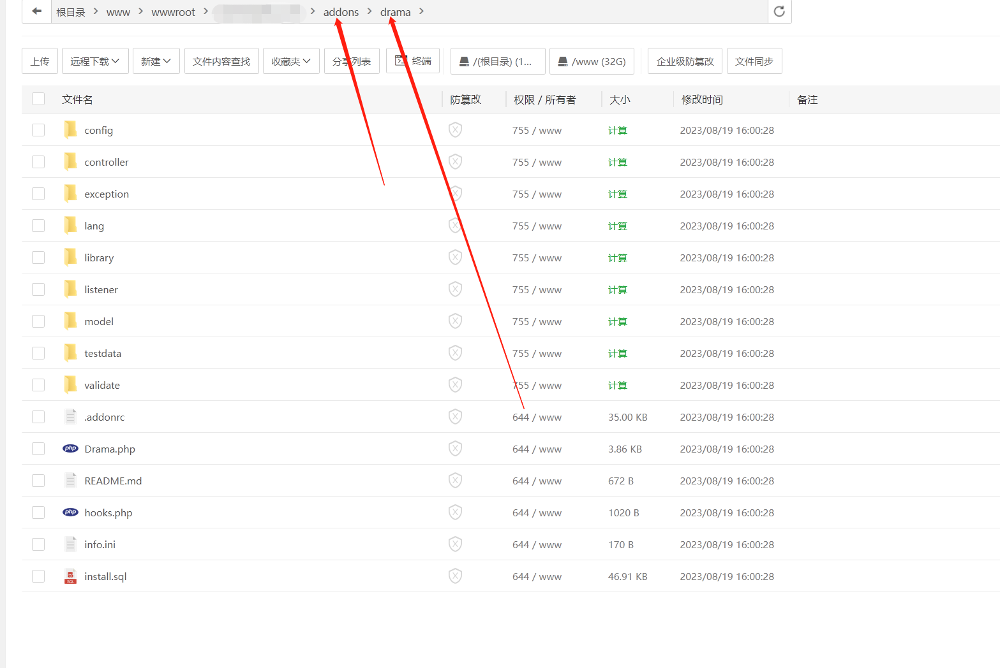 根目录 > www > wwwroot > > addons > drama >
上传 远程下载 新建 文件内容查找 收藏夹 分享列表 终端 /(根目录) (1... /www (32G) 企业级防篡改 文件同步
文件名 防篡改 权限 / 所有者 大小 修改时间 备注
config 755 / www 计算 2023/08/19 16:00:28
controller 755 / www 计算 2023/08/19 16:00:28
exception 755 / www 计算 2023/08/19 16:00:28
lang 755 / www 计算 2023/08/19 16:00:28
library 755 / www 计算 2023/08/19 16:00:28
listener 755 / www 计算 2023/08/19 16:00:28
model 755 / www 计算 2023/08/19 16:00:28
testdata 755 / www 计算 2023/08/19 16:00:28
validate 755 / www 计算 2023/08/19 16:00:28
.addonrc 644 / www 35.00 KB 2023/08/19 16:00:28
php Drama.php 644 / www 3.86 KB 2023/08/19 16:00:28
README.md 644 / www 672 B 2023/08/19 16:00:28
php hooks.php 644 / www 1020 B 2023/08/19 16:00:28
info.ini 644 / www 170 B 2023/08/19 16:00:28
SQL install.sql 644 / www 46.91 KB 2023/08/19 16:00:28